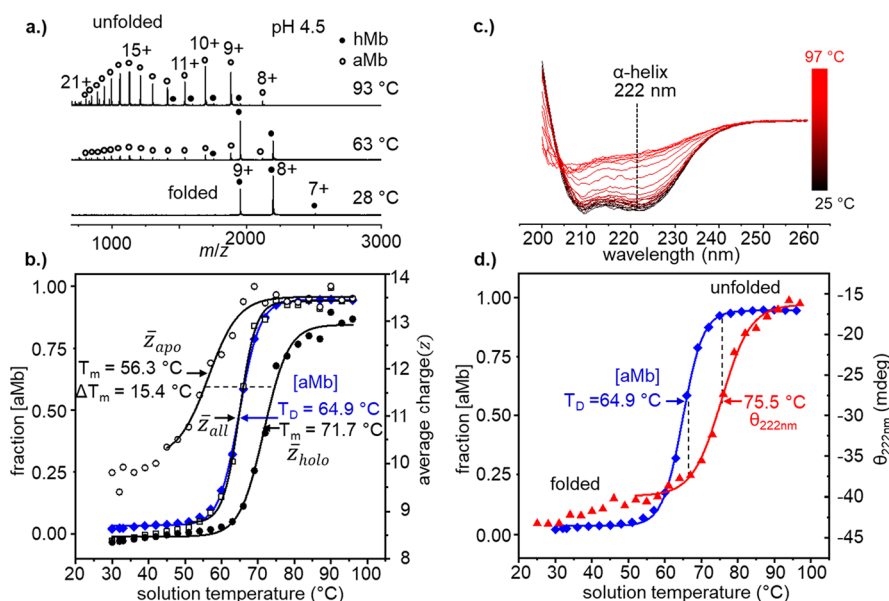 a.)
unfolded
pH 4.5
hMb
aMb
21+
15+
11+
10+
9+
8+
93 °C
63 °C
folded
9+
8+
7+
28 °C
1000
2000
3000
m/z
b.)
z̄apo
Tm = 56.3 °C
ΔTm = 15.4 °C
[aMb]
TD = 64.9 °C
z̄all
Tm = 71.7 °C
z̄holo
1.00
0.75
0.50
0.25
0.00
fraction [aMb]
14
13
12
11
10
9
8
average charge(z)
20 30 40 50 60 70 80 90 100
solution temperature (°C)
c.)
α-helix
222 nm
97 °C
25 °C
200 210 220 230 240 250 260
wavelength (nm)
d.)
unfolded
[aMb]
TD =64.9 °C
75.5 °C
θ222nm
folded
1.00
0.75
0.50
0.25
0.00
fraction [aMb]
-15
-20
-25
-30
-35
-40
-45
θ222nm (mdeg)
20 30 40 50 60 70 80 90 100
solution temperature (°C)